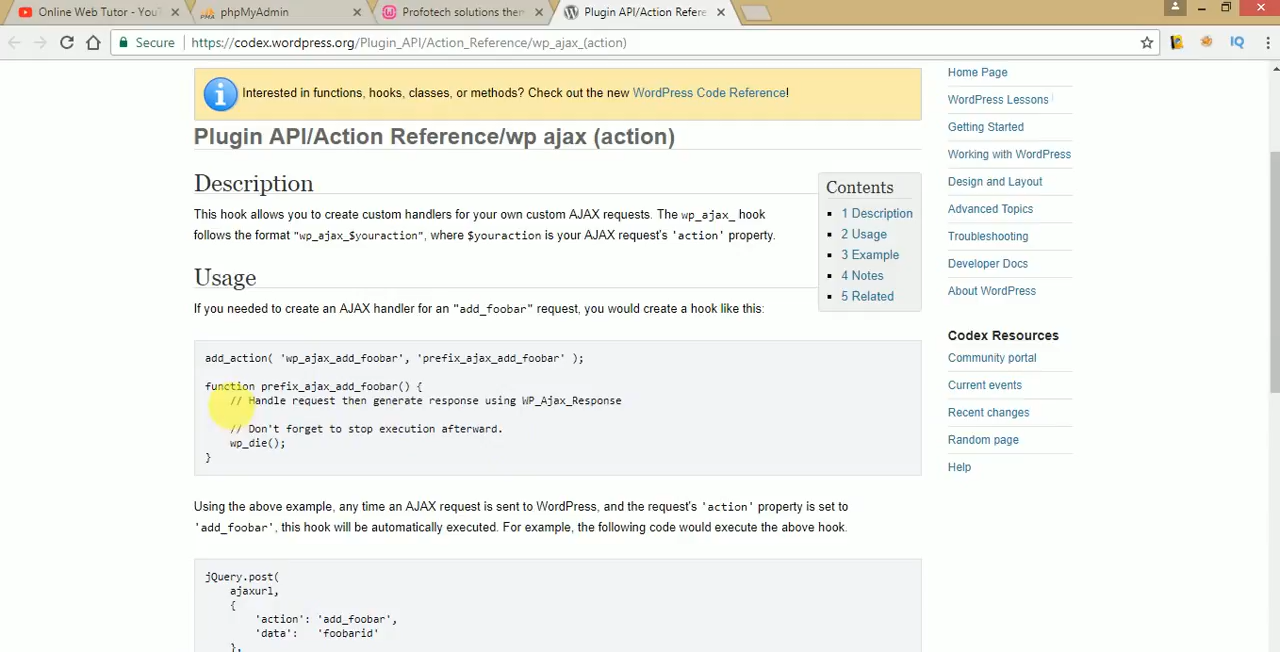 Online Web Tutor - You
phpMyAdmin
Profotech solutions then
Plugin API/Action Refere
Secure
https://codex.wordpress.org/Plugin_API/Action_Reference/wp_ajax_(action)
IQ
Interested in functions, hooks, classes, or methods? Check out the new WordPress Code Reference!
Plugin API/Action Reference/wp ajax (action)
Description
This hook allows you to create custom handlers for your own custom AJAX requests. The wp_ajax_ hook
follows the format "wp_ajax_$youraction", where $youraction is your AJAX request's 'action' property.
Contents
1 Description
2 Usage
3 Example
4 Notes
5 Related
Usage
If you needed to create an AJAX handler for an "add_foobar" request, you would create a hook like this:
add_action( 'wp_ajax_add_foobar', 'prefix_ajax_add_foobar' );
function prefix_ajax_add_foobar() {
// Handle request then generate response using WP_Ajax_Response
// Don't forget to stop execution afterward.
wp_die();
}
Using the above example, any time an AJAX request is sent to WordPress, and the request's 'action' property is set to
'add_foobar', this hook will be automatically executed. For example, the following code would execute the above hook.
jQuery.post(
ajaxurl,
{
'action': 'add_foobar',
'data': 'foobarid'
},
Home Page
WordPress Lessons
Getting Started
Working with WordPress
Design and Layout
Advanced Topics
Troubleshooting
Developer Docs
About WordPress
Codex Resources
Community portal
Current events
Recent changes
Random page
Help